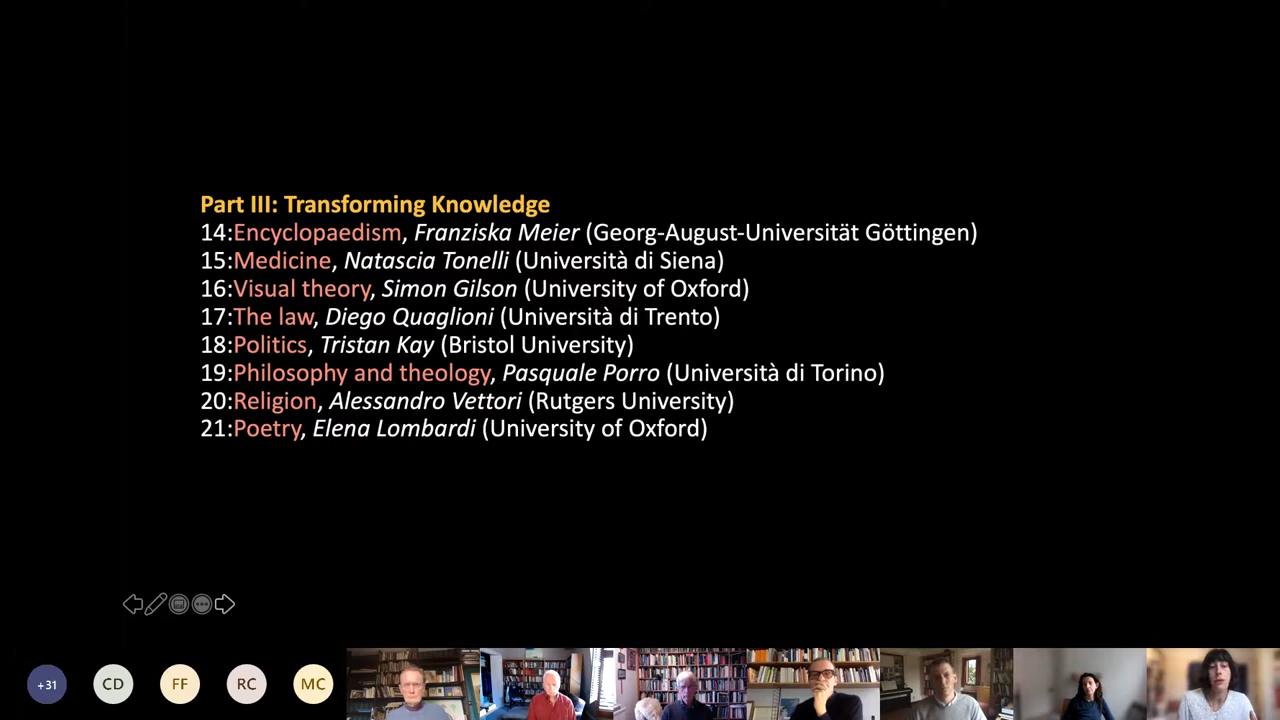 Part III: Transforming Knowledge
14:Encyclopaedism, Franziska Meier (Georg-August-Universität Göttingen)
15:Medicine, Natascia Tonelli (Università di Siena)
16:Visual theory, Simon Gilson (University of Oxford)
17:The law, Diego Quaglioni (Università di Trento)
18:Politics, Tristan Kay (Bristol University)
19:Philosophy and theology, Pasquale Porro (Università di Torino)
20:Religion, Alessandro Vettori (Rutgers University)
21:Poetry, Elena Lombardi (University of Oxford)
+31 CD FF RC MC